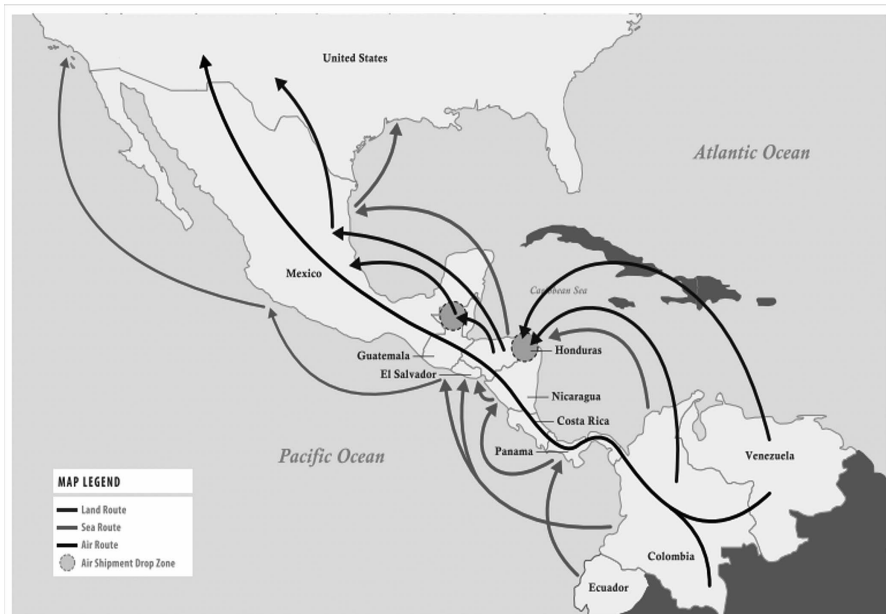 United States
Atlantic Ocean
Mexico
Caribbean Sea
Guatemala
Honduras
El Salvador
Nicaragua
Costa Rica
Panama
Venezuela
Pacific Ocean
MAP LEGEND
Land Route
Sea Route
Air Route
Air Shipment Drop Zone
Colombia
Ecuador